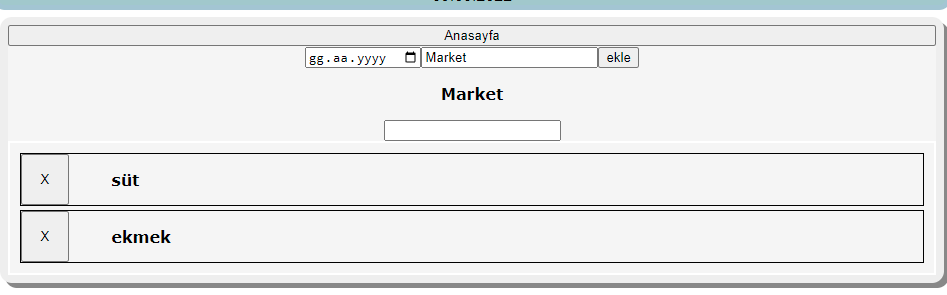 Anasayfa
gg.aa.yyyy Market ekle
Market
X süt
X ekmek